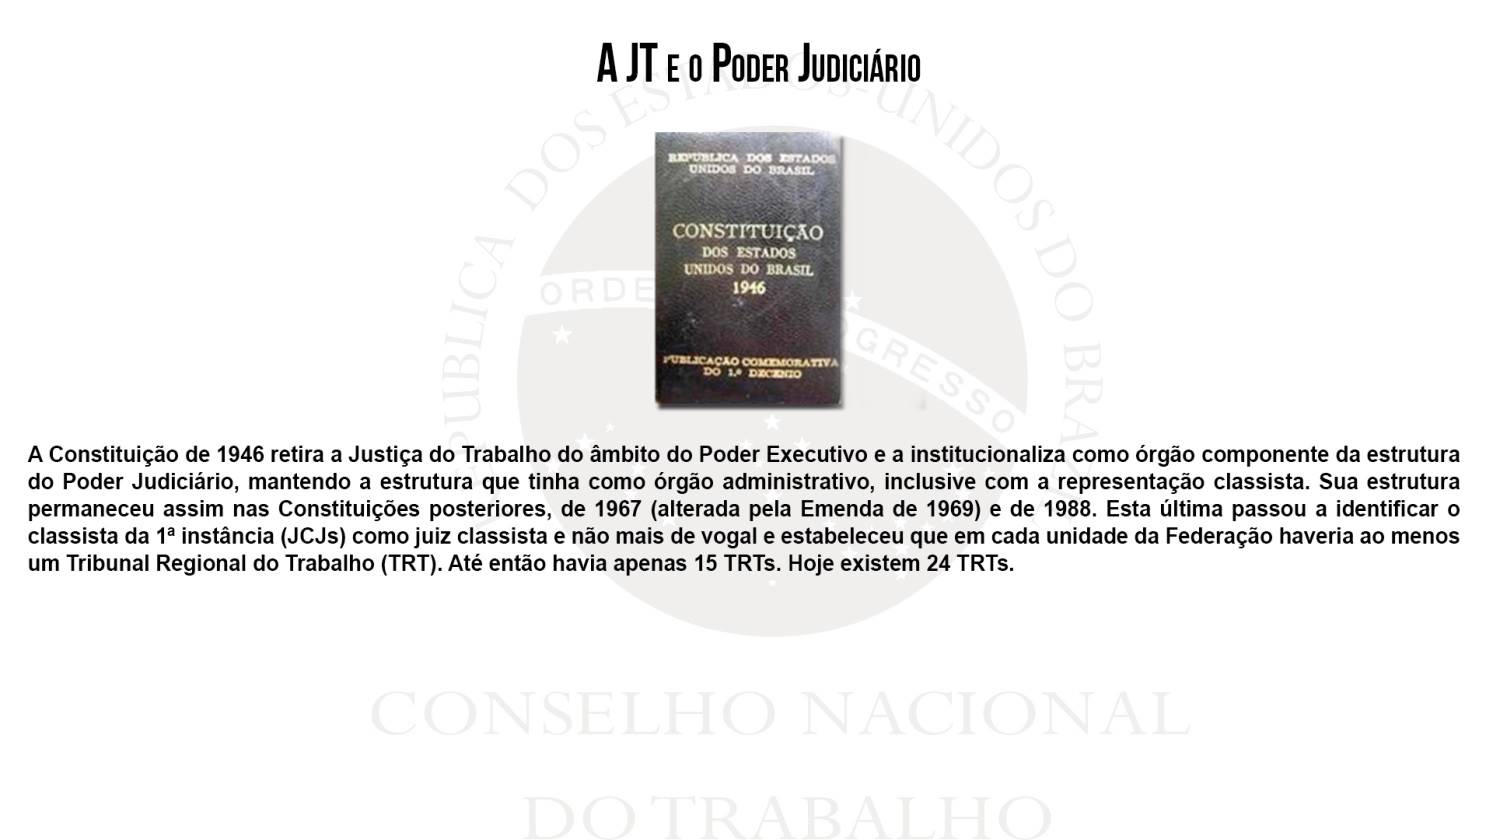 A JT E O PODER JUDICIÁRIO
REPÚBLICA DOS ESTADOS-UNIDOS DO BRAZIL
ORDE
OGRESSO
REPUBLICA DOS ESTADOS
UNIDOS DO BRASIL
CONSTITUIÇÃO
DOS ESTADOS
UNIDOS DO BRASIL
1946
PUBLICAÇÃO COMEMORATIVA
DO 1.º DECENIO
A Constituição de 1946 retira a Justiça do Trabalho do âmbito do Poder Executivo e a institucionaliza como órgão componente da estrutura
do Poder Judiciário, mantendo a estrutura que tinha como órgão administrativo, inclusive com a representação classista. Sua estrutura
permaneceu assim nas Constituições posteriores, de 1967 (alterada pela Emenda de 1969) e de 1988. Esta última passou a identificar o
classista da 1ª instância (JCJs) como juiz classista e não mais de vogal e estabeleceu que em cada unidade da Federação haveria ao menos
um Tribunal Regional do Trabalho (TRT). Até então havia apenas 15 TRTs. Hoje existem 24 TRTs.
CONSELHO NACIONAL
DO TRABALHO